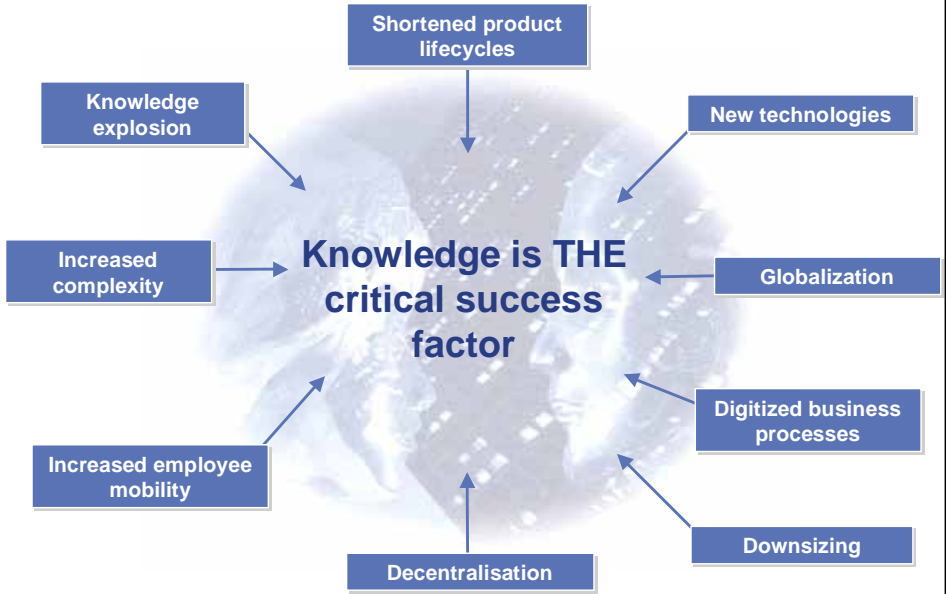 Shortened product
lifecycles
Knowledge
explosion
New technologies
Increased
complexity
Knowledge is THE
critical success
factor
Globalization
Increased employee
mobility
Digitized business
processes
Decentralisation
Downsizing